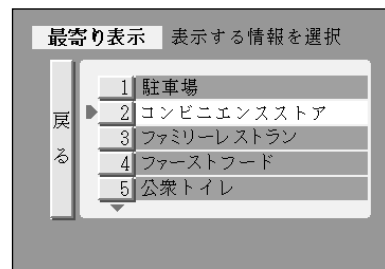 最寄り表示 表示する情報を選択
戻る
1 駐車場
2 コンビニエンスストア
3 ファミリーレストラン
4 ファーストフード
5 公衆トイレ